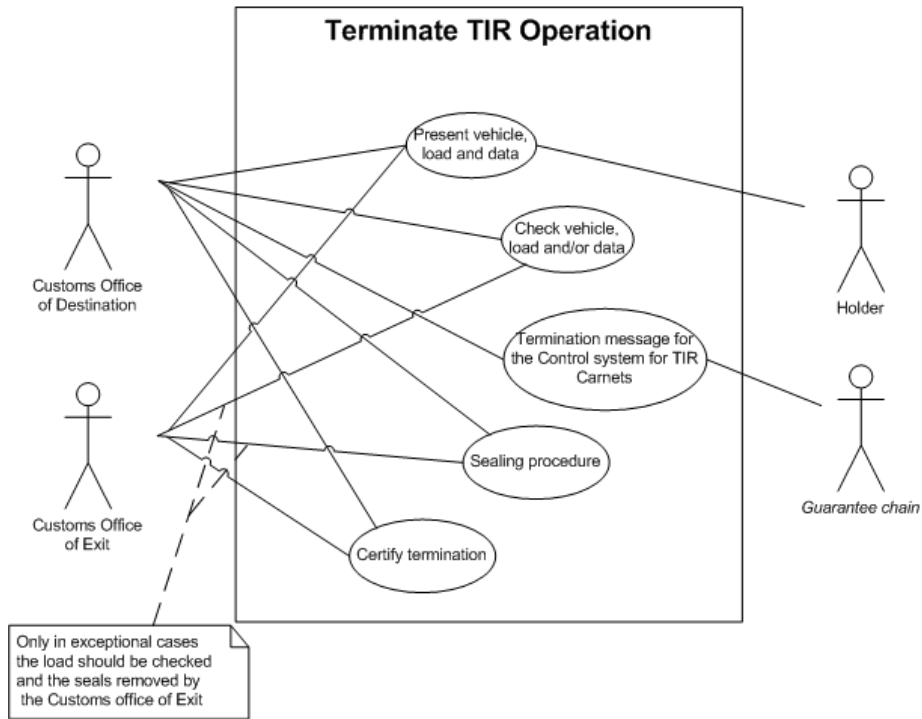 Terminate TIR Operation
Present vehicle,
load and data
Check vehicle,
load and/or data
Customs Office
of Destination
Holder
Termination message for
the Control system for TIR
Carnets
Sealing procedure
Customs Office
of Exit
Guarantee chain
Certify termination
Only in exceptional cases
the load should be checked
and the seals removed by
the Customs office of Exit